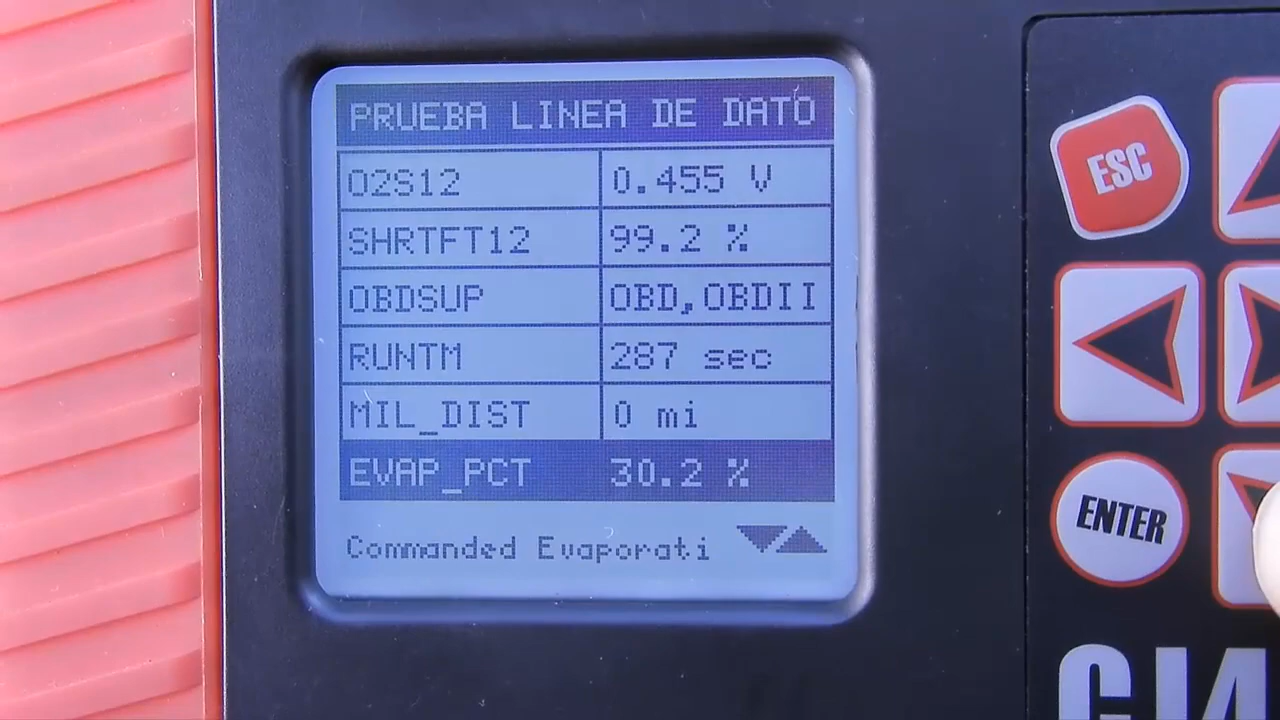 PRUEBA LINEA DE DATO
O2S12 0.455 V
SHRTFT12 99.2 %
OBDSUP OBD,OBDII
RUNTM 287 sec
MIL_DIST 0 mi
EVAP_PCT 30.2 %
Commanded Evaporati
ESC
ENTER